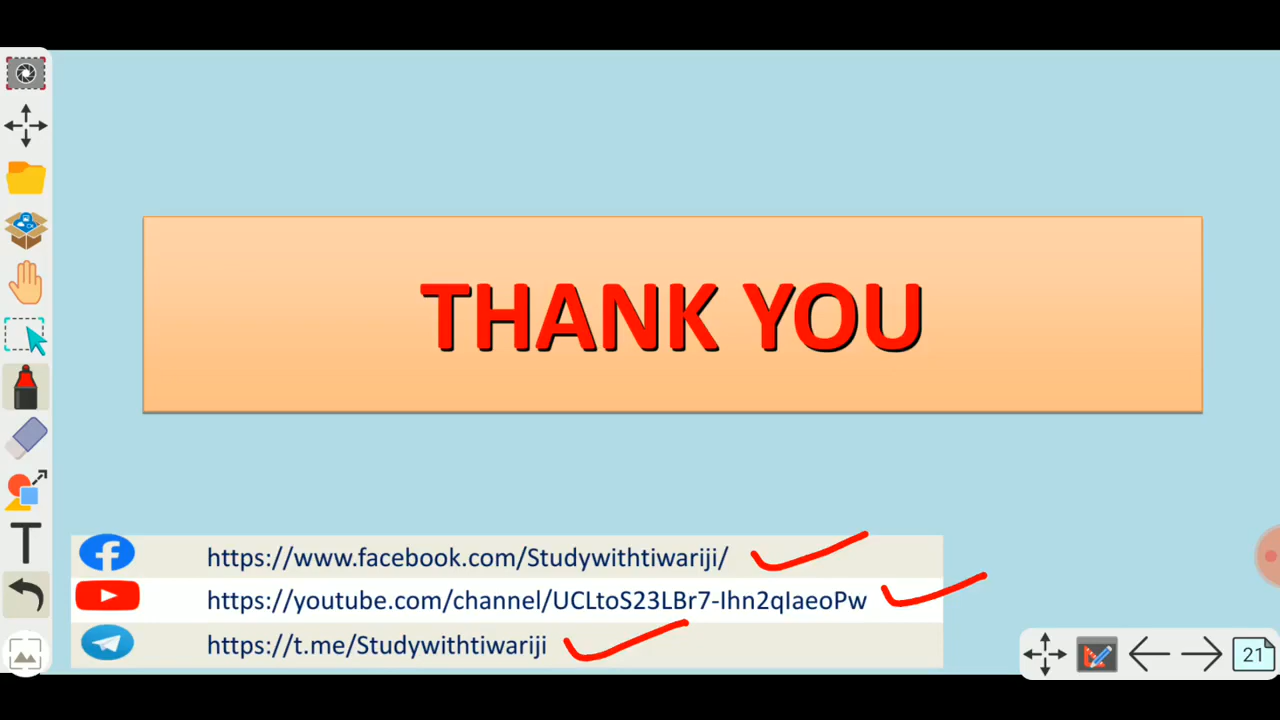 THANK YOU
https://www.facebook.com/Studywithtiwariji/
https://youtube.com/channel/UCLtoS23LBr7-Ihn2qIaeoPw
https://t.me/Studywithtiwariji
T
21